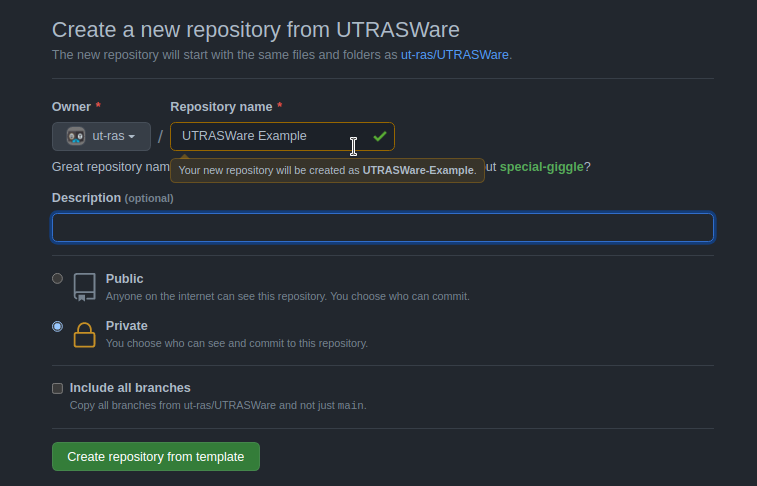 Create a new repository from UTRASWare
The new repository will start with the same files and folders as ut-ras/UTRASWare.
Owner *
Repository name *
ut-ras / UTRASWare Example
Great repository nam
ut special-giggle?
Your new repository will be created as UTRASWare-Example.
Description (optional)
Public
Anyone on the internet can see this repository. You choose who can commit.
Private
You choose who can see and commit to this repository.
Include all branches
Copy all branches from ut-ras/UTRASWare and not just main.
Create repository from template